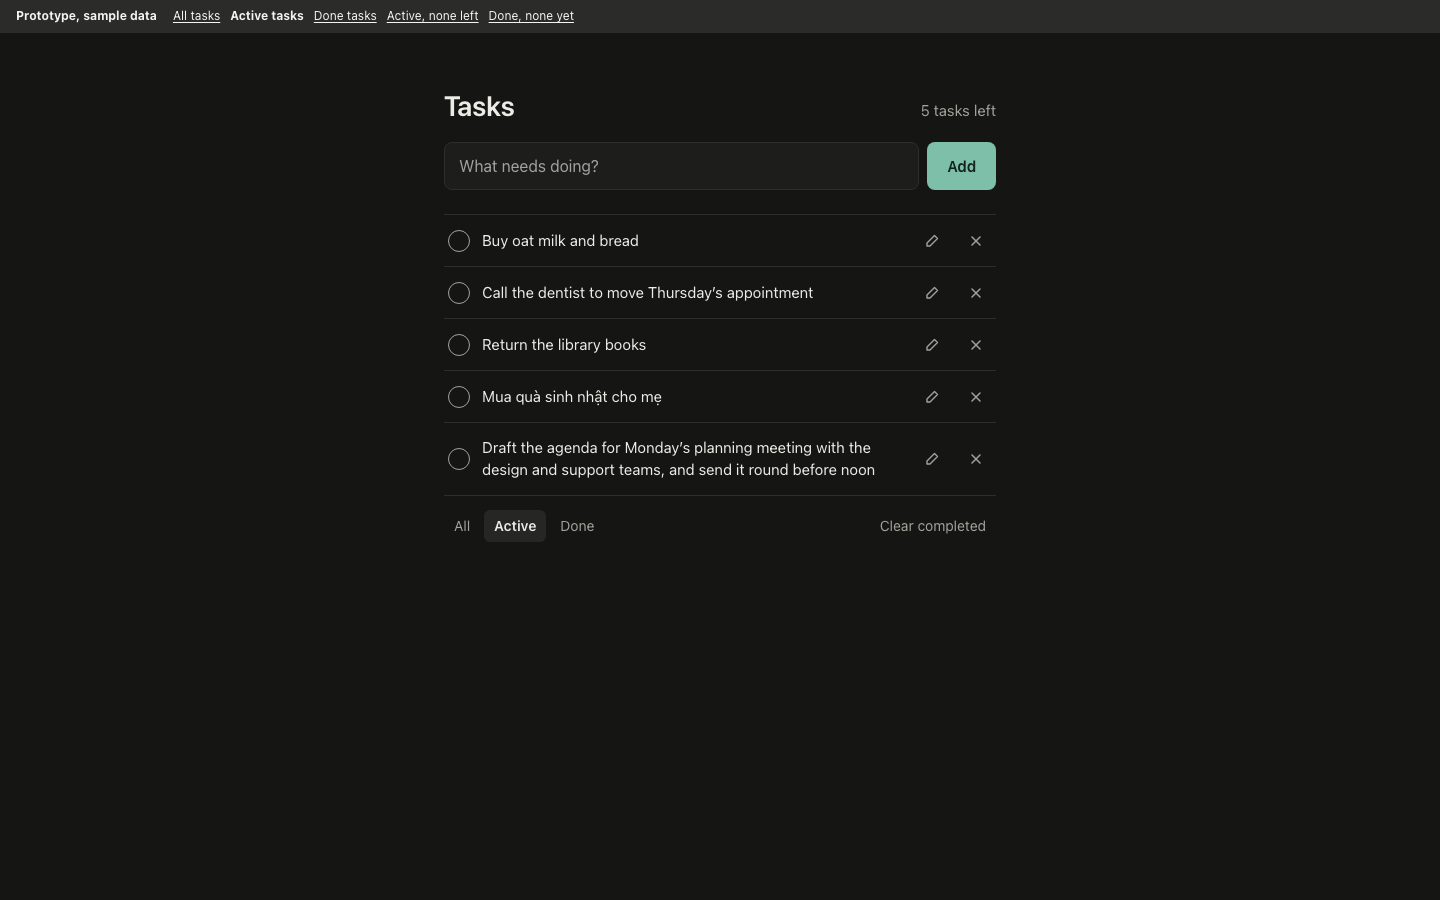 Prototype, sample data All tasks Active tasks Done tasks Active, none left Done, none yet
Tasks
5 tasks left
What needs doing?
Add
Buy oat milk and bread
Call the dentist to move Thursday’s appointment
Return the library books
Mua quà sinh nhật cho mẹ
Draft the agenda for Monday’s planning meeting with the
design and support teams, and send it round before noon
All Active Done
Clear completed